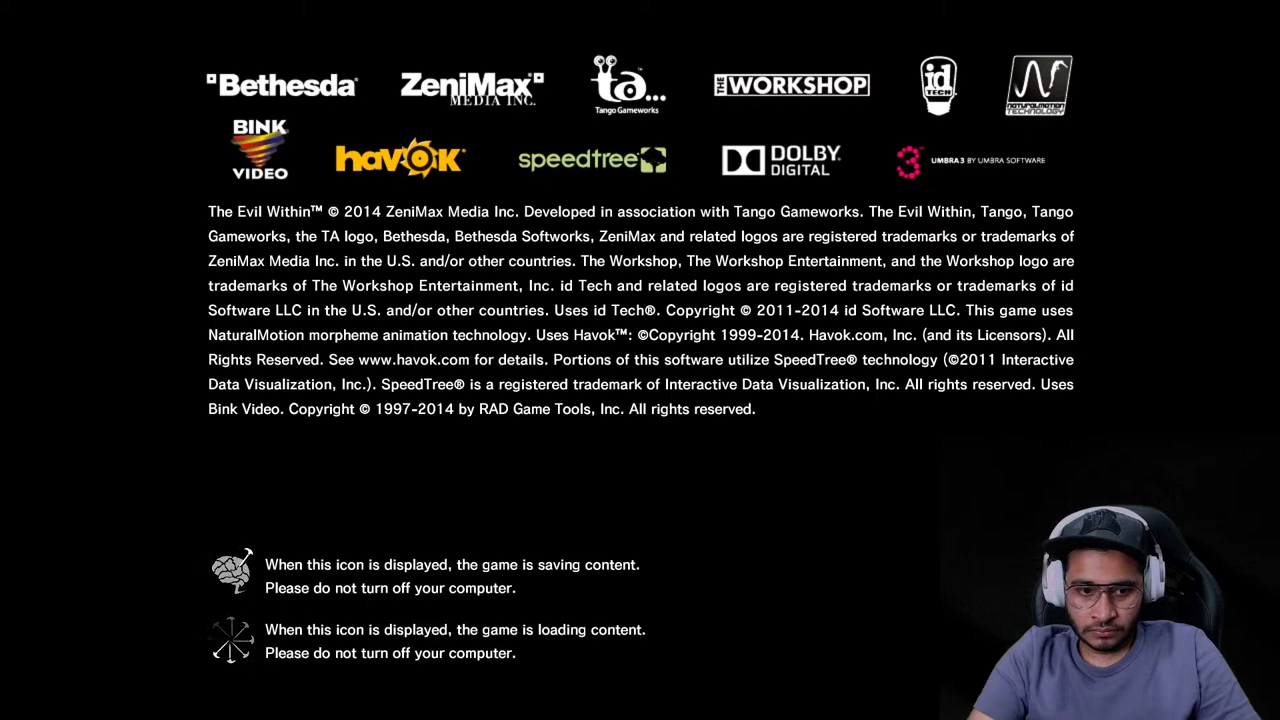 Bethesda ZeniMax MEDIA INC. ta... Tango Gameworks THE WORKSHOP id TECH NATURALMOTION TECHNOLOGY
BINK VIDEO havok speedtree DOLBY DIGITAL 3 UMBRA 3 BY UMBRA SOFTWARE
The Evil Within™ © 2014 ZeniMax Media Inc. Developed in association with Tango Gameworks. The Evil Within, Tango, Tango
Gameworks, the TA logo, Bethesda, Bethesda Softworks, ZeniMax and related logos are registered trademarks or trademarks of
ZeniMax Media Inc. in the U.S. and/or other countries. The Workshop, The Workshop Entertainment, and the Workshop logo are
trademarks of The Workshop Entertainment, Inc. id Tech and related logos are registered trademarks or trademarks of id
Software LLC in the U.S. and/or other countries. Uses id Tech®. Copyright © 2011-2014 id Software LLC. This game uses
NaturalMotion morpheme animation technology. Uses Havok™: ©Copyright 1999-2014. Havok.com, Inc. (and its Licensors). All
Rights Reserved. See www.havok.com for details. Portions of this software utilize SpeedTree® technology (©2011 Interactive
Data Visualization, Inc.). SpeedTree® is a registered trademark of Interactive Data Visualization, Inc. All rights reserved. Uses
Bink Video. Copyright © 1997-2014 by RAD Game Tools, Inc. All rights reserved.
When this icon is displayed, the game is saving content.
Please do not turn off your computer.
When this icon is displayed, the game is loading content.
Please do not turn off your computer.